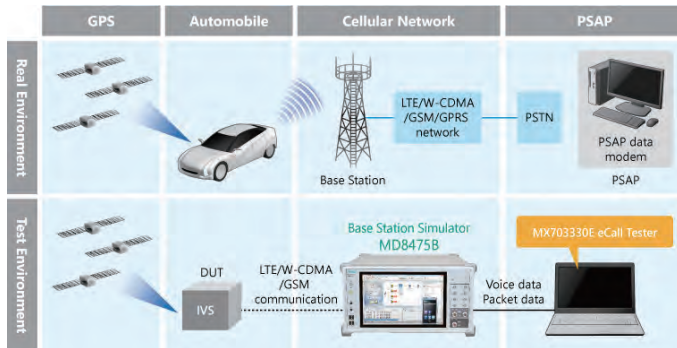 GPS
Automobile
Cellular Network
PSAP
Real Environment
LTE/W-CDMA
/GSM/GPRS
network
PSTN
PSAP data
modem
Base Station
PSAP
Test Environment
Base Station Simulator
MD8475B
MX703330E eCall Tester
DUT
IVS
LTE/W-CDMA
/GSM
communication
Voice data
Packet data